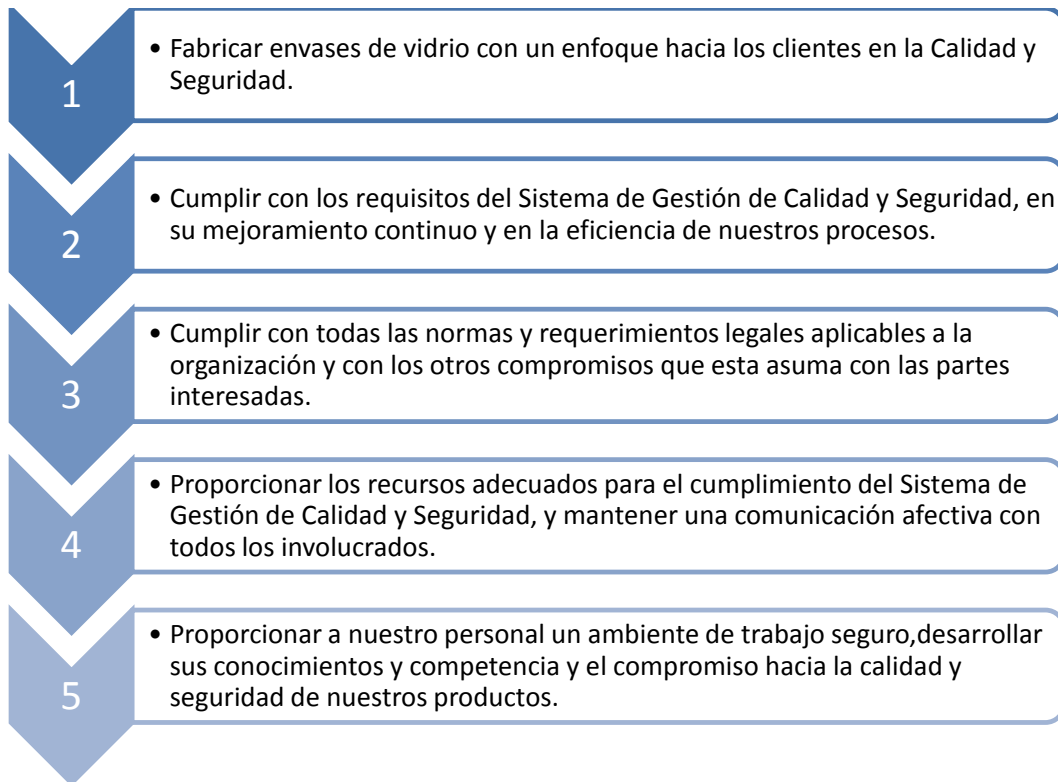 1
• Fabricar envases de vidrio con un enfoque hacia los clientes en la Calidad y
Seguridad.
2
• Cumplir con los requisitos del Sistema de Gestión de Calidad y Seguridad, en
su mejoramiento continuo y en la eficiencia de nuestros procesos.
3
• Cumplir con todas las normas y requerimientos legales aplicables a la
organización y con los otros compromisos que esta asuma con las partes
interesadas.
4
• Proporcionar los recursos adecuados para el cumplimiento del Sistema de
Gestión de Calidad y Seguridad, y mantener una comunicación afectiva con
todos los involucrados.
5
• Proporcionar a nuestro personal un ambiente de trabajo seguro,desarrollar
sus conocimientos y competencia y el compromiso hacia la calidad y
seguridad de nuestros productos.